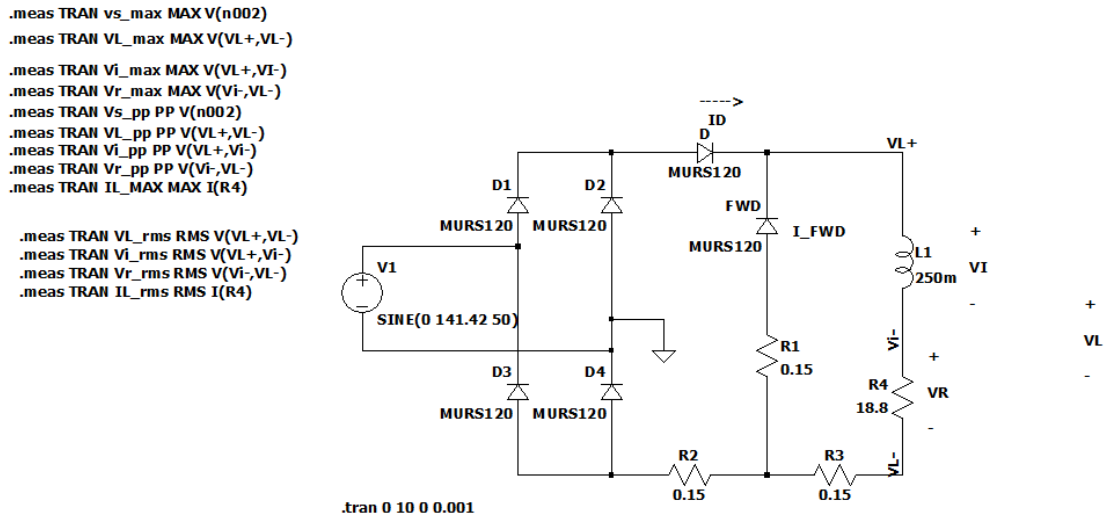 .meas TRAN vs_max MAX V(n002)
.meas TRAN VL_max MAX V(VL+,VL-)
.meas TRAN Vi_max MAX V(VL+,VI-)
.meas TRAN Vr_max MAX V(Vi-,VL-)
.meas TRAN Vs_pp PP V(n002)
.meas TRAN VL_pp PP V(VL+,VL-)
.meas TRAN Vi_pp PP V(VL+,Vi-)
.meas TRAN Vr_pp PP V(Vi-,VL-)
.meas TRAN IL_MAX MAX I(R4)
.meas TRAN VL_rms RMS V(VL+,VL-)
.meas TRAN Vi_rms RMS V(VL+,Vi-)
.meas TRAN Vr_rms RMS V(Vi-,VL-)
.meas TRAN IL_rms RMS I(R4)
---->
ID
D
MURS120
VL+
D1
MURS120
D2
MURS120
FWD
MURS120
I_FWD
L1
250m
+
VI
-
V1
SINE(0 141.42 50)
R1
0.15
Vi-
+
VL
-
D3
MURS120
D4
MURS120
R4
18.8
+
VR
-
R2
0.15
R3
0.15
VL-
.tran 0 10 0 0.001